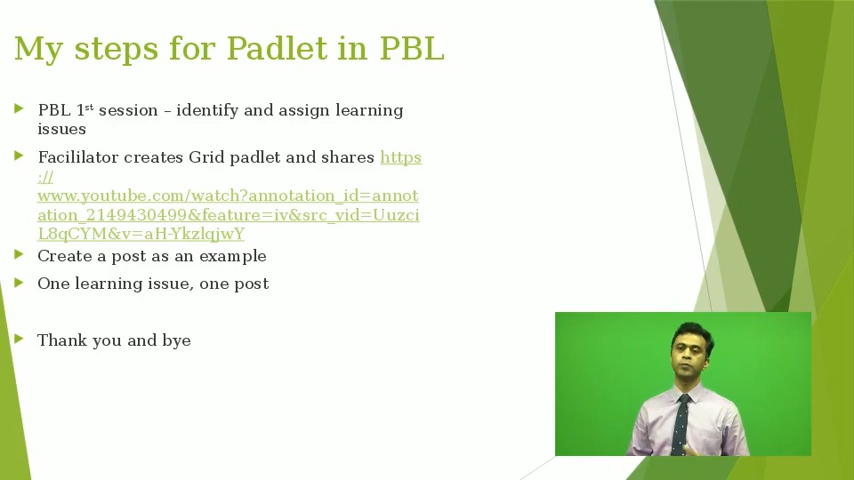 My steps for Padlet in PBL
PBL 1st session – identify and assign learning
issues
Facililator creates Grid padlet and shares https
://
www.youtube.com/watch?annotation_id=annot
ation_2149430499&feature=iv&src_vid=Uuzci
L8qCYM&v=aH-YkzlqjwY
Create a post as an example
One learning issue, one post
Thank you and bye